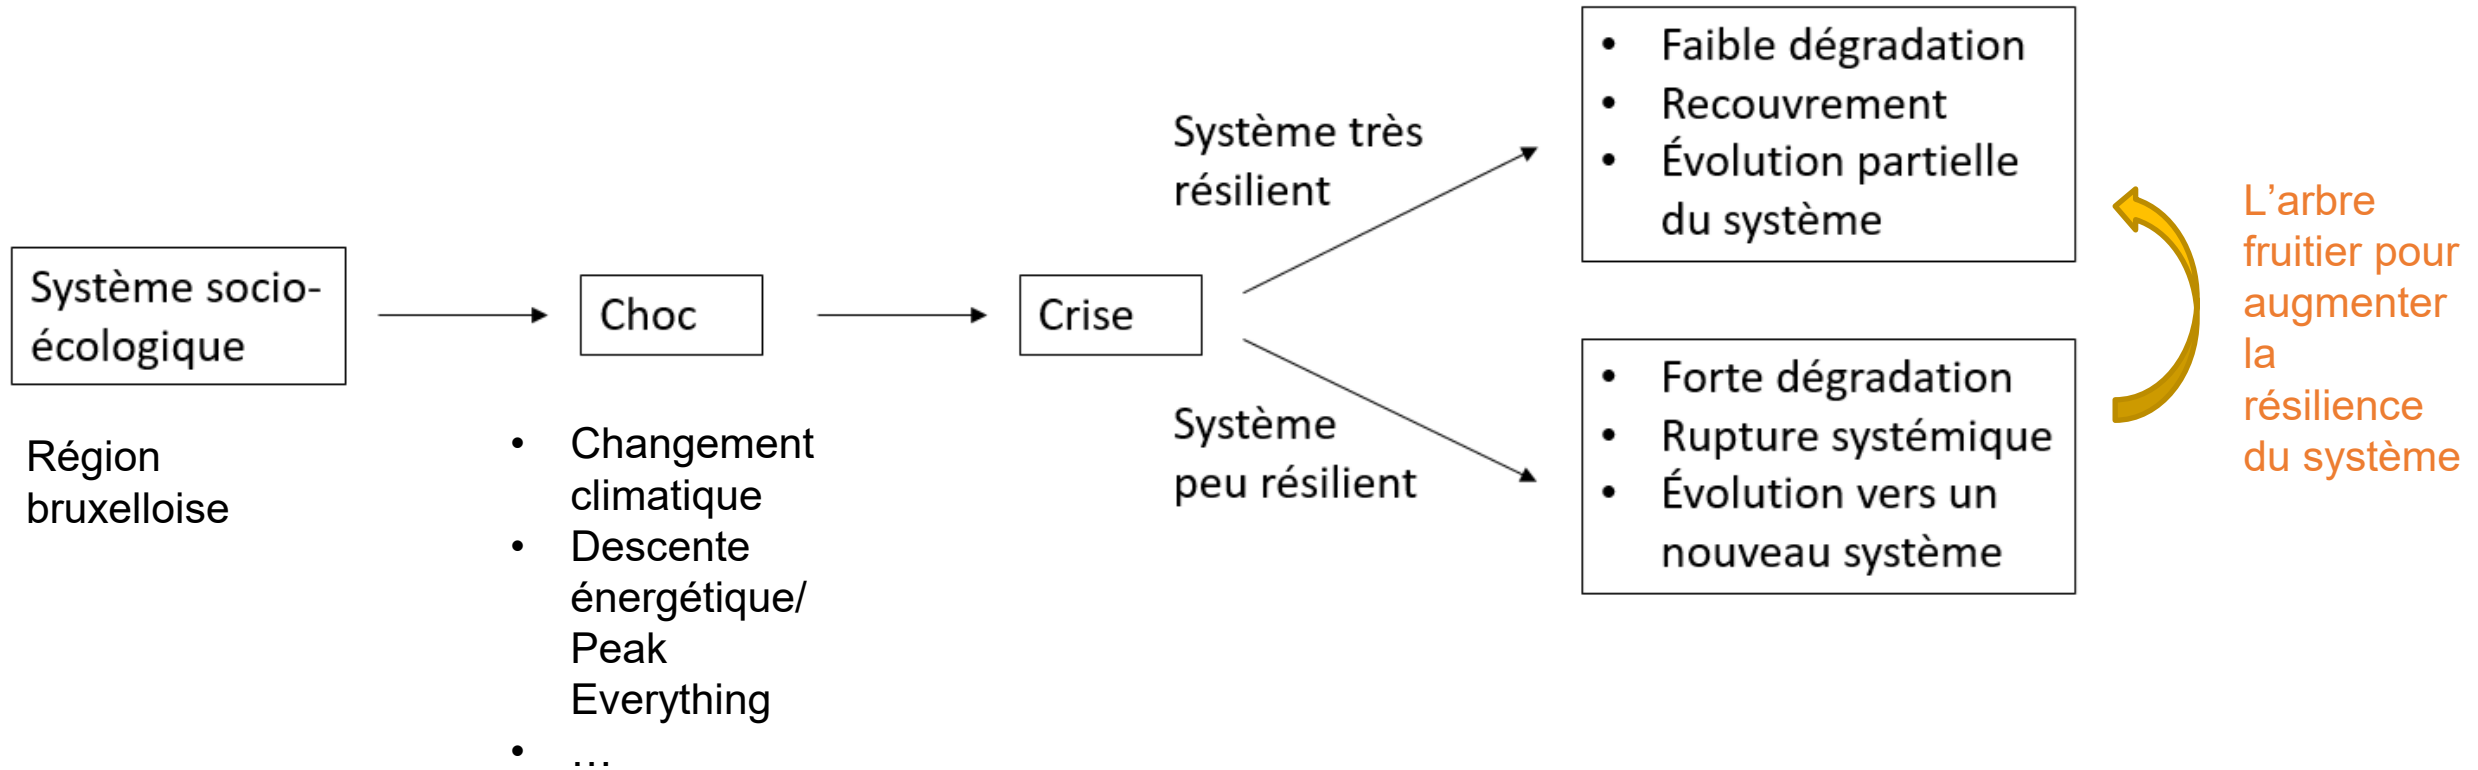 Système socio-
écologique
Région
bruxelloise
Choc
• Changement
climatique
• Descente
énergétique/
Peak
Everything
• ...
Crise
Système très
résilient
Système
peu résilient
• Faible dégradation
• Recouvrement
• Évolution partielle
du système
• Forte dégradation
• Rupture systémique
• Évolution vers un
nouveau système
L’arbre
fruitier pour
augmenter
la
résilience
du système